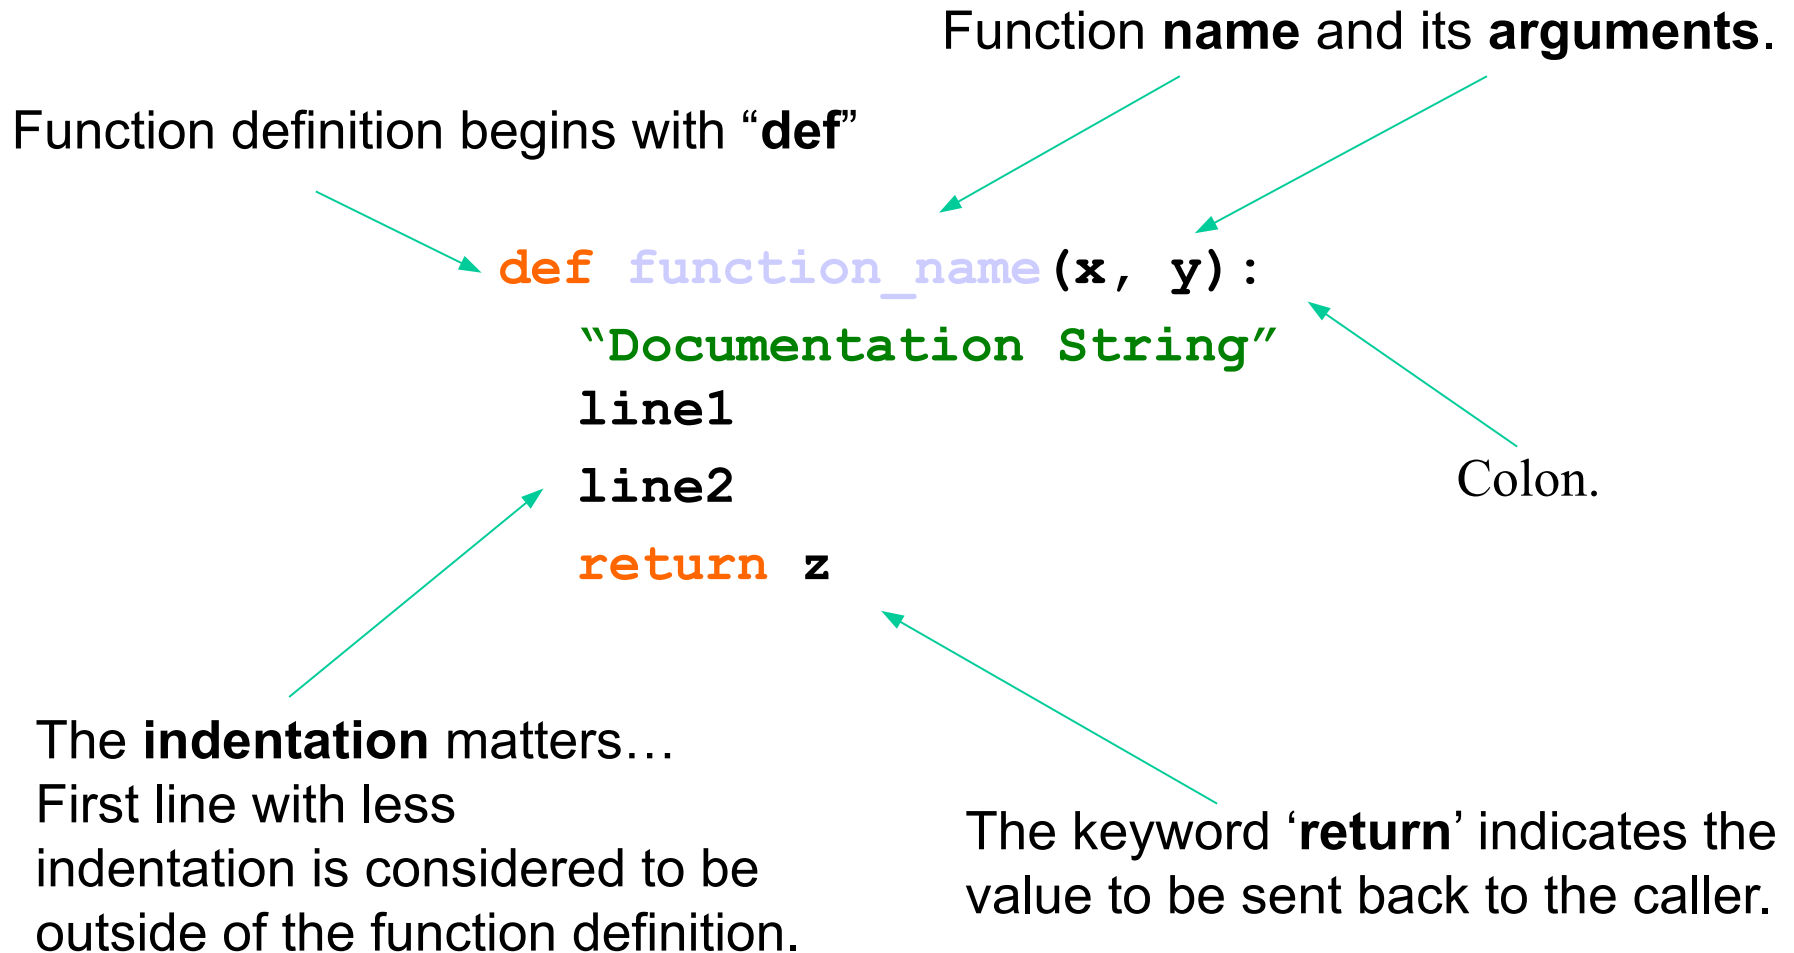 Function name and its arguments.
Function definition begins with “def”
def function_name(x, y):
“Documentation String”
line1
line2
return z
Colon.
The indentation matters…
First line with less
indentation is considered to be
outside of the function definition.
The keyword ‘return’ indicates the
value to be sent back to the caller.